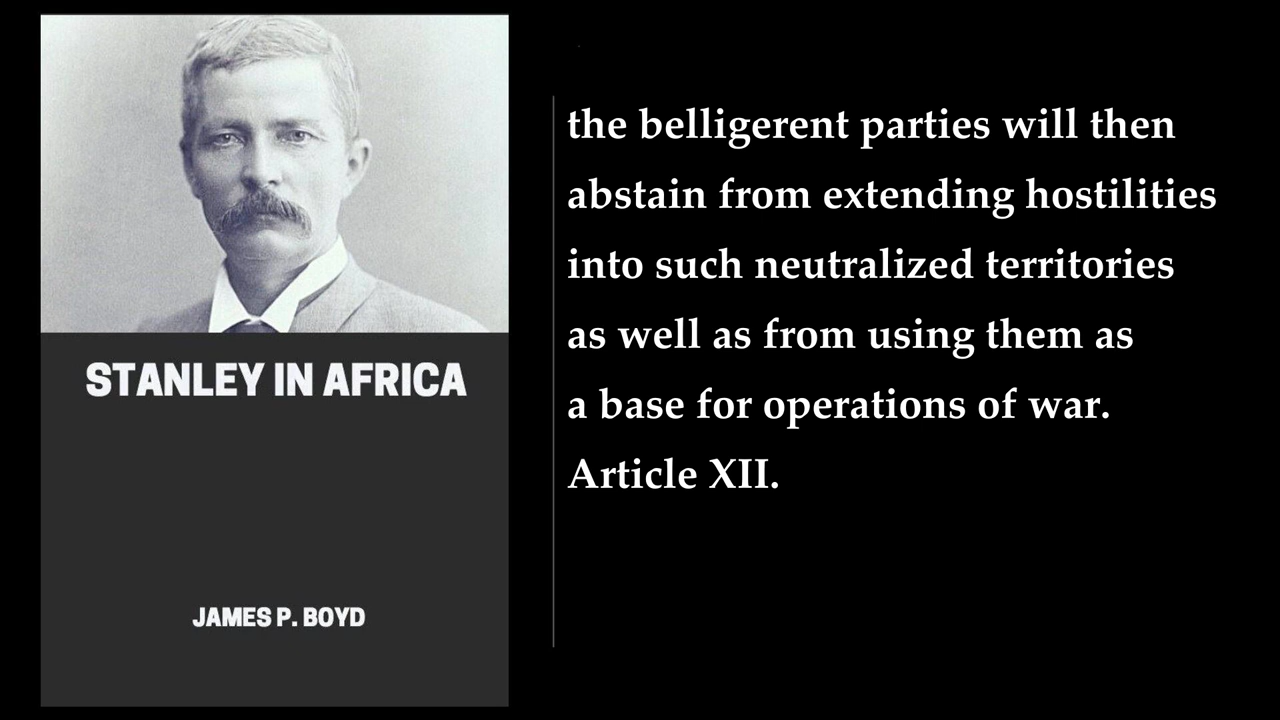 STANLEY IN AFRICA
JAMES P. BOYD
the belligerent parties will then
abstain from extending hostilities
into such neutralized territories
as well as from using them as
a base for operations of war.
Article XII.